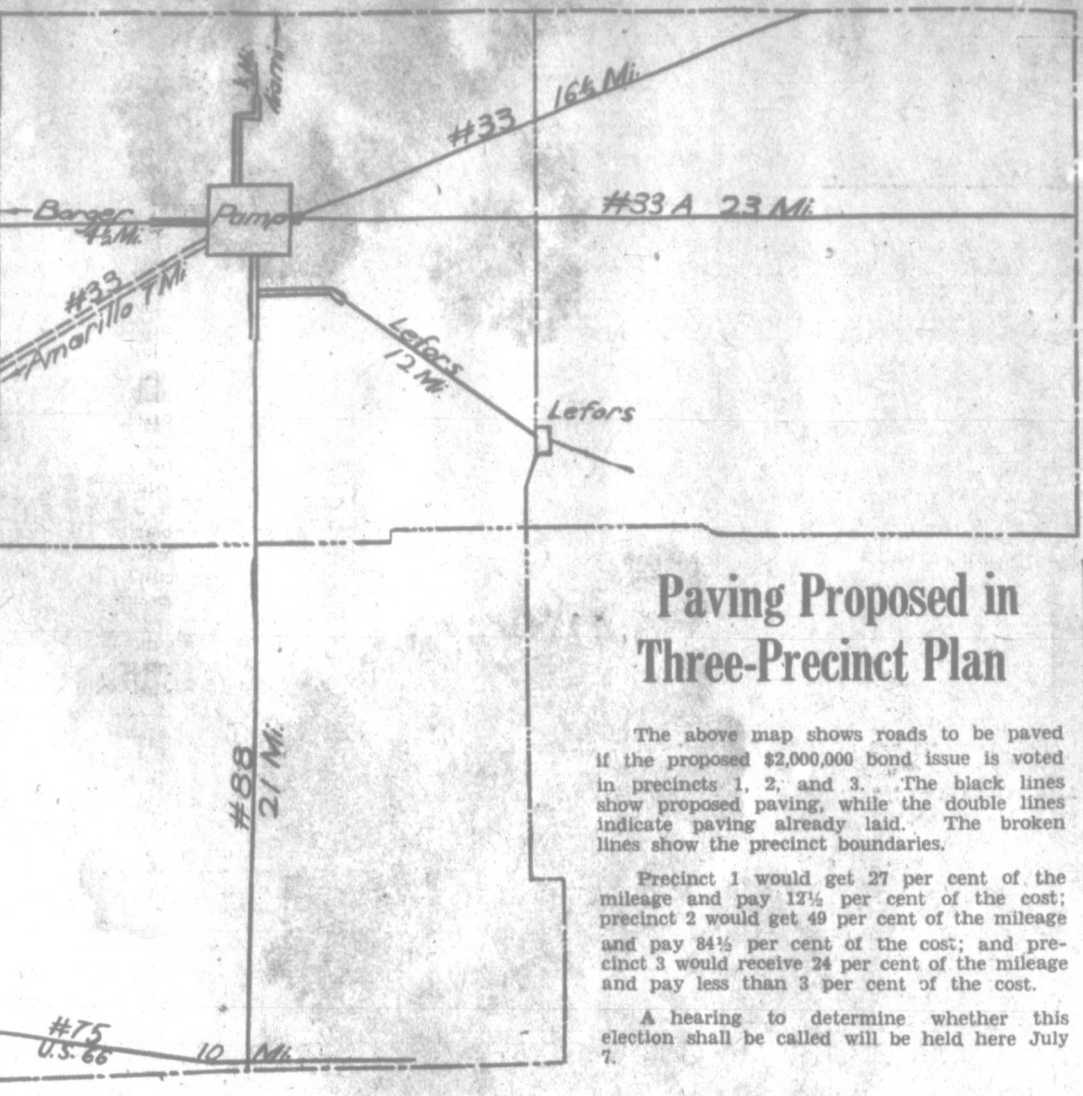 ½ Mi.
16½ Mi.
#33
#33 A 23 Mi.
← Borger
4½ Mi.
Pampa
#33
← Amarillo 7 Mi
Lefors
12 Mi.
Lefors
#88
21 Mi.
#75
U.S. 66
10 Mi.
Paving Proposed in
Three-Precinct Plan
The above map shows roads to be paved
if the proposed $2,000,000 bond issue is voted
in precincts 1, 2, and 3. The black lines
show proposed paving, while the double lines
indicate paving already laid. The broken
lines show the precinct boundaries.
Precinct 1 would get 27 per cent of the
mileage and pay 12½ per cent of the cost;
precinct 2 would get 49 per cent of the mileage
and pay 84½ per cent of the cost; and pre-
cinct 3 would receive 24 per cent of the mileage
and pay less than 3 per cent of the cost.
A hearing to determine whether this
election shall be called will be held here July
7.